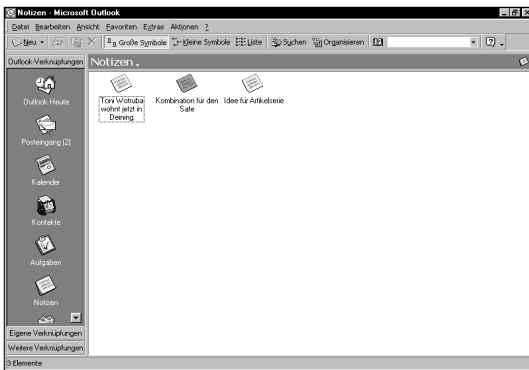 Notizen - Microsoft Outlook
Datei Bearbeiten Ansicht Favoriten Extras Aktionen ?
Neu Große Symbole Kleine Symbole Liste Suchen Organisieren
Outlook-Verknüpfungen Notizen
Outlook Heute
Posteingang (2)
Kalender
Kontakte
Aufgaben
Notizen
Eigene Verknüpfungen
Weitere Verknüpfungen
Toni Wotruba
wohnt jetzt in
Deining
Kombination für den
Safe
Idee für Artikelserie
3 Elemente